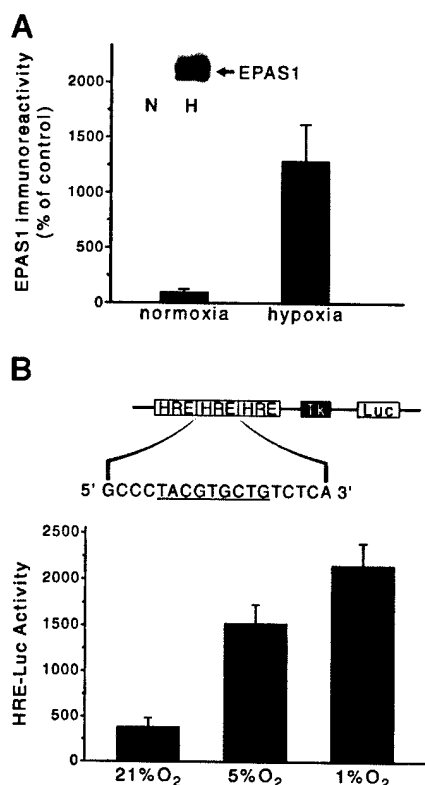 A
EPAS1 immunoreactivity
(% of control)
2000
1500
1000
500
0
EPAS1
N H
normoxia hypoxia
B
HRE HRE HRE Tk Luc
5' GCCCTACGTGCTGTCTCA 3'
HRE-Luc Activity
2500
2000
1500
1000
500
0
21%O₂ 5%O₂ 1%O₂